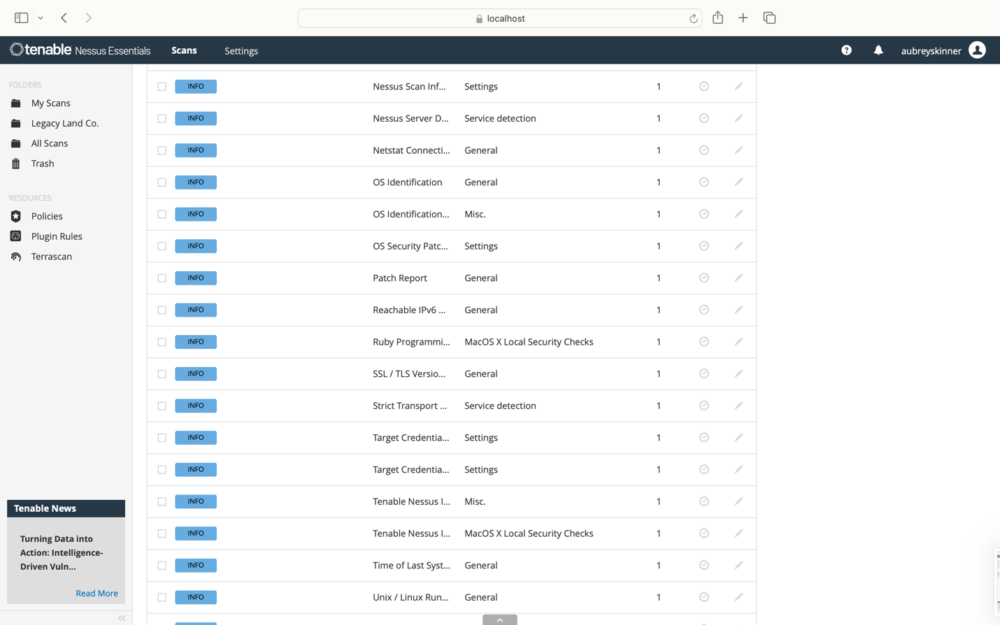 localhost
tenable Nessus Essentials Scans Settings aubreyskinner
FOLDERS
My Scans
Legacy Land Co.
All Scans
Trash
RESOURCES
Policies
Plugin Rules
Terrascan
Tenable News
Turning Data into
Action: Intelligence-
Driven Vuln...
Read More
INFO Nessus Scan Inf... Settings 1
INFO Nessus Server D... Service detection 1
INFO Netstat Connecti... General 1
INFO OS Identification General 1
INFO OS Identification... Misc. 1
INFO OS Security Patc... Settings 1
INFO Patch Report General 1
INFO Reachable IPv6 ... General 1
INFO Ruby Programmi... MacOS X Local Security Checks 1
INFO SSL / TLS Versio... General 1
INFO Strict Transport ... Service detection 1
INFO Target Credentia... Settings 1
INFO Target Credentia... Settings 1
INFO Tenable Nessus I... Misc. 1
INFO Tenable Nessus I... MacOS X Local Security Checks 1
INFO Time of Last Syst... General 1
INFO Unix / Linux Run... General 1